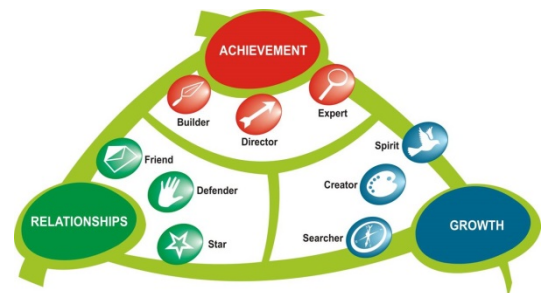 ACHIEVEMENT
Builder
Director
Expert
Friend
Defender
Star
RELATIONSHIPS
Spirit
Creator
Searcher
GROWTH